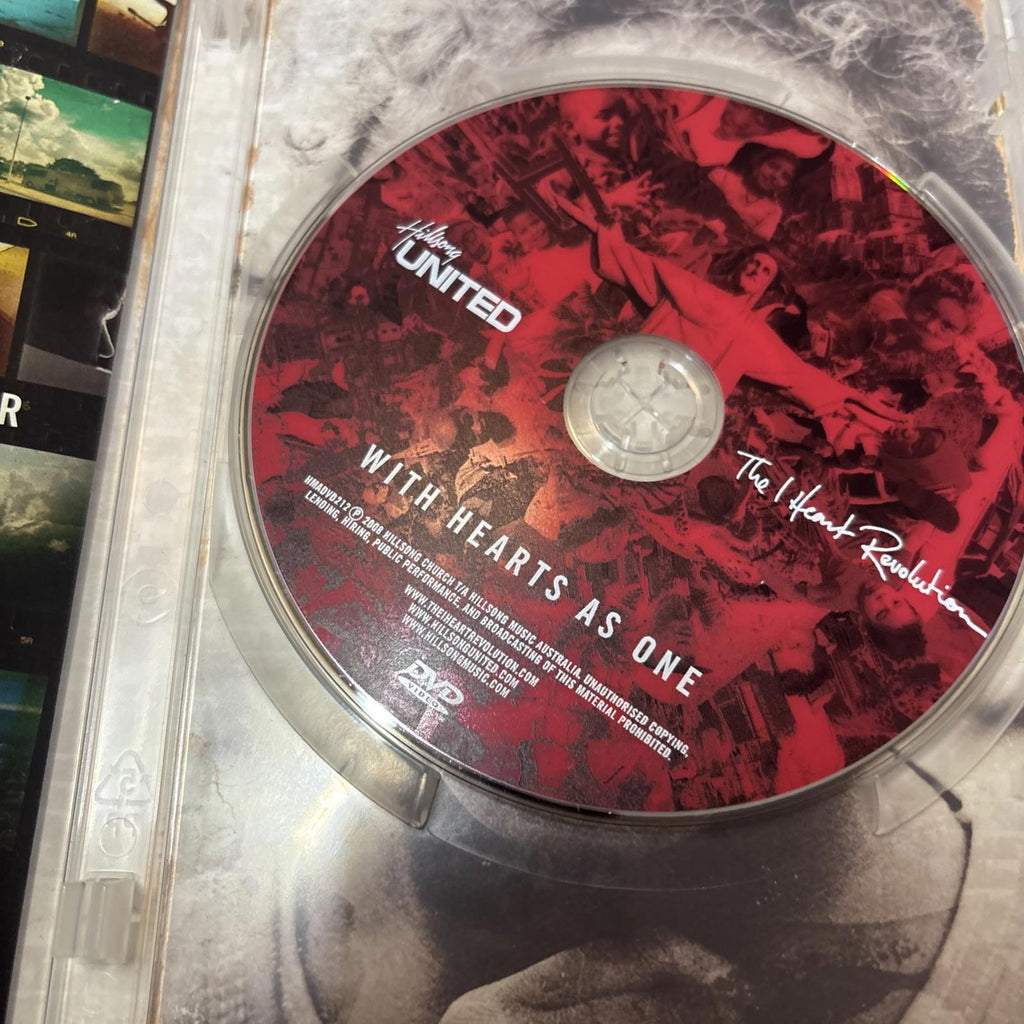 Hillsong
UNITED
The I Heart Revolution
WITH HEARTS AS ONE
HMADVD212 ℗ 2008 HILLSONG CHURCH T/A HILLSONG MUSIC AUSTRALIA. UNAUTHORISED COPYING,
LENDING, HIRING, PUBLIC PERFORMANCE, AND BROADCASTING OF THIS MATERIAL PROHIBITED.
WWW.THEIHEARTREVOLUTION.COM
WWW.HILLSONGUNITED.COM
WWW.HILLSONGMUSIC.COM
DVD
VIDEO
R
4A
5A